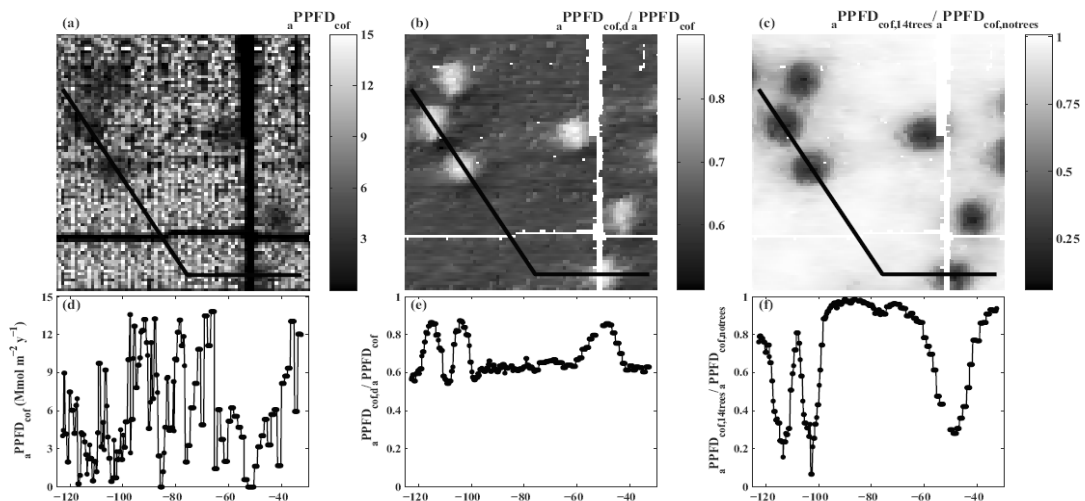 (a) aPPFDcof
(b) aPPFDcof,d / aPPFDcof
(c) aPPFDcof,14trees / aPPFDcof,notrees
15
12
9
6
3
0.8
0.7
0.6
1
0.75
0.5
0.25
(d)
aPPFDcof (Mmol m−2 y−1)
15
12
9
6
3
0
−120 −100 −80 −60 −40
(e)
aPPFDcof,d / aPPFDcof
1
0.8
0.6
0.4
0.2
0
−120 −100 −80 −60 −40
(f)
aPPFDcof,14trees / aPPFDcof,notrees
1
0.8
0.6
0.4
0.2
0
−120 −100 −80 −60 −40